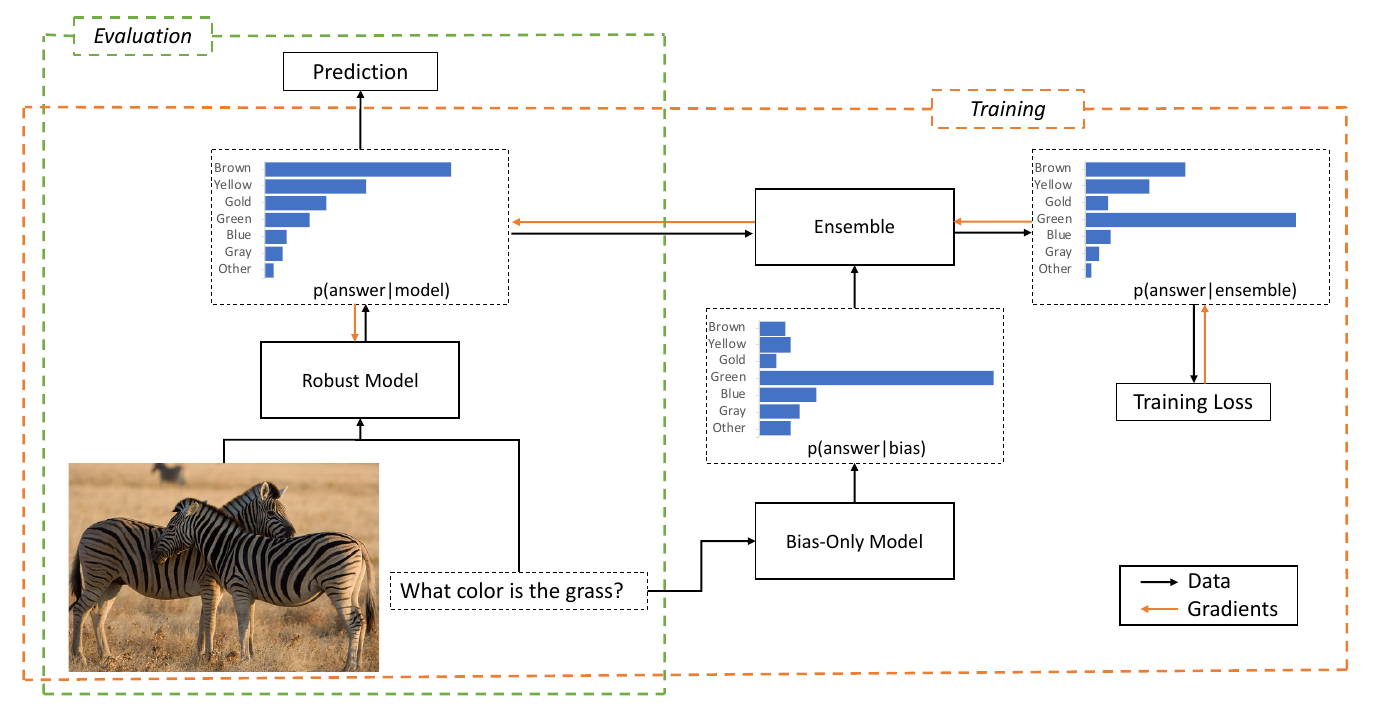 Evaluation
Prediction
Training
Brown
Yellow
Gold
Green
Blue
Gray
Other
p(answer|model)
Ensemble
Brown
Yellow
Gold
Green
Blue
Gray
Other
p(answer|ensemble)
Robust Model
Brown
Yellow
Gold
Green
Blue
Gray
Other
p(answer|bias)
Training Loss
Bias-Only Model
What color is the grass?
Data
Gradients